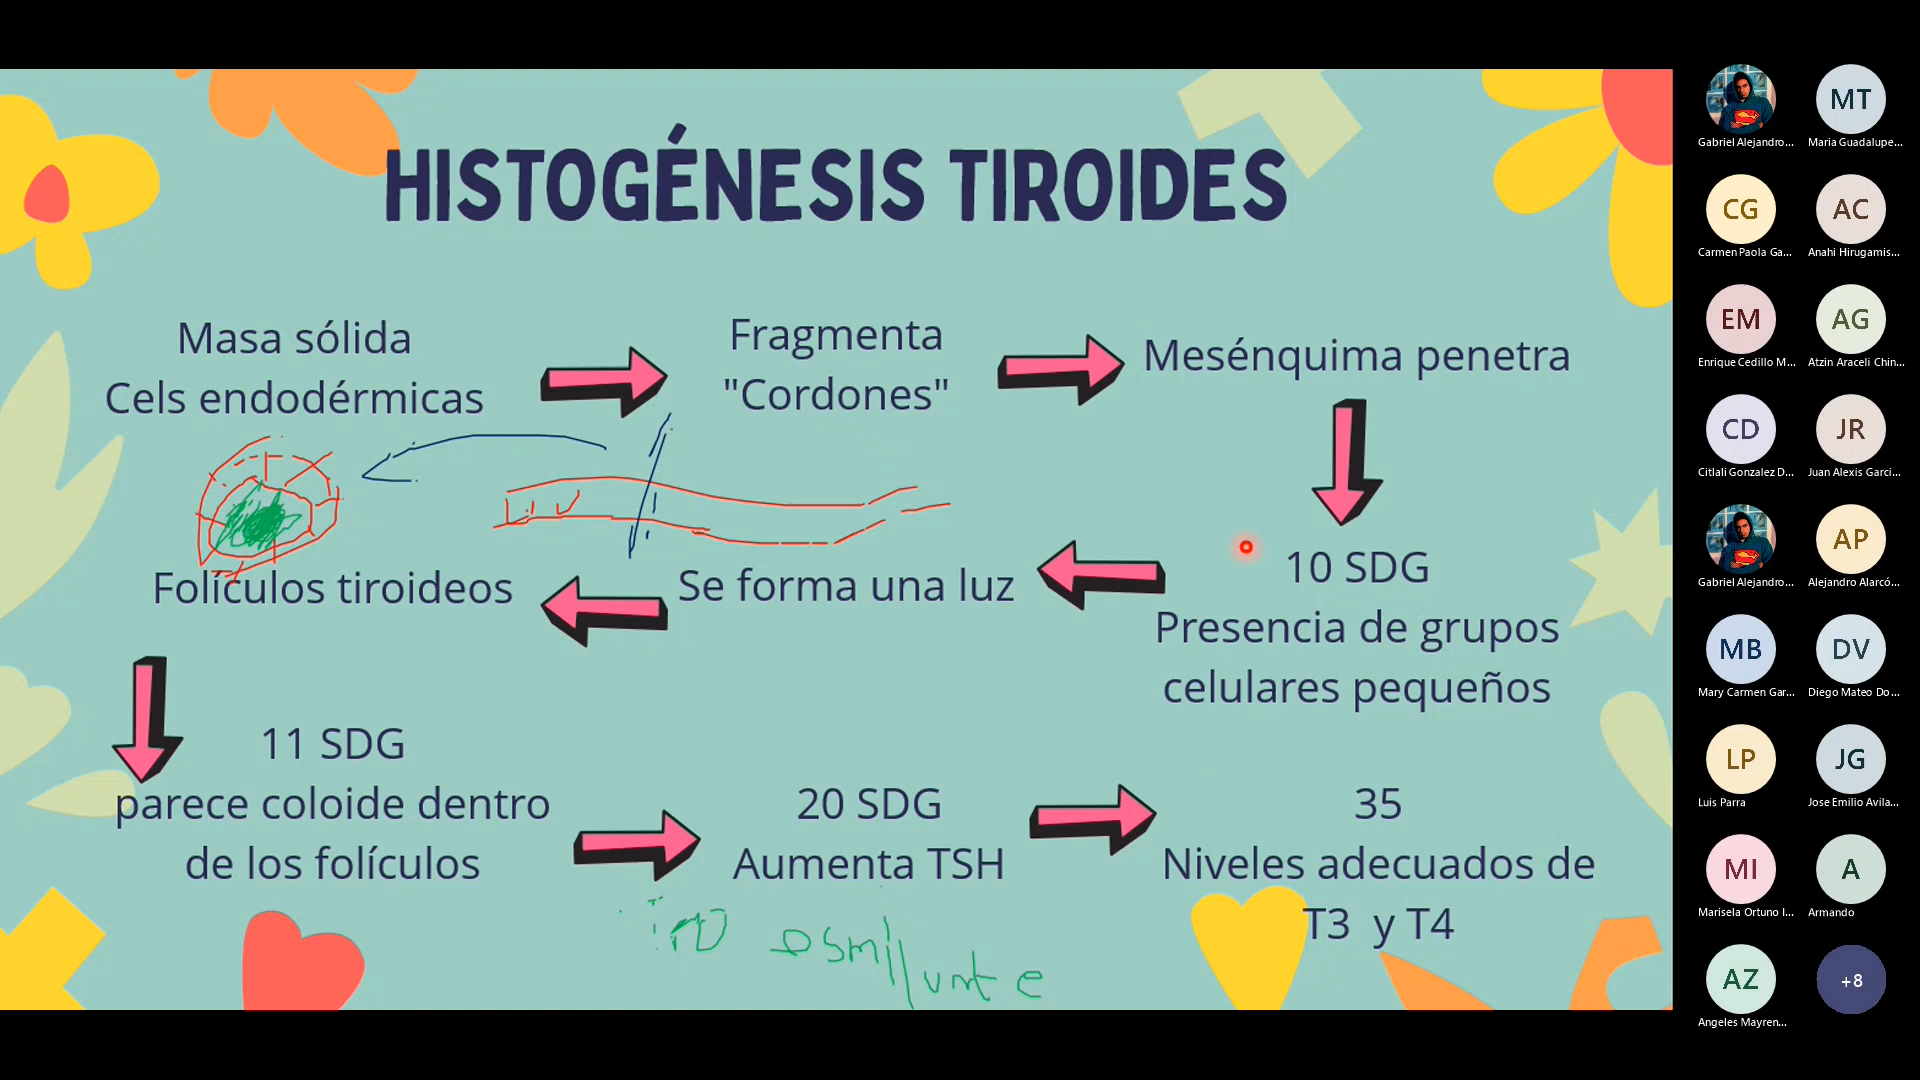 HISTOGÉNESIS TIROIDES
Masa sólida
Cels endodérmicas
Fragmenta
"Cordones"
Mesénquima penetra
10 SDG
Presencia de grupos
celulares pequeños
Se forma una luz
Folículos tiroideos
11 SDG
parece coloide dentro
de los folículos
20 SDG
Aumenta TSH
35
Niveles adecuados de
T3 y T4
Gabriel Alejandro...
MT
Maria Guadalupe...
CG
Carmen Paola Ga...
AC
Anahi Hirugamis...
EM
Enrique Cedillo M...
AG
Atzin Araceli Chin...
CD
Citlali Gonzalez D...
JR
Juan Alexis Garci...
Gabriel Alejandro...
AP
Alejandro Alarcó...
MB
Mary Carmen Gar...
DV
Diego Mateo Do...
LP
Luis Parra
JG
Jose Emilio Avila...
MI
Marisela Ortuno I...
A
Armando
AZ
Angeles Mayren...
+8